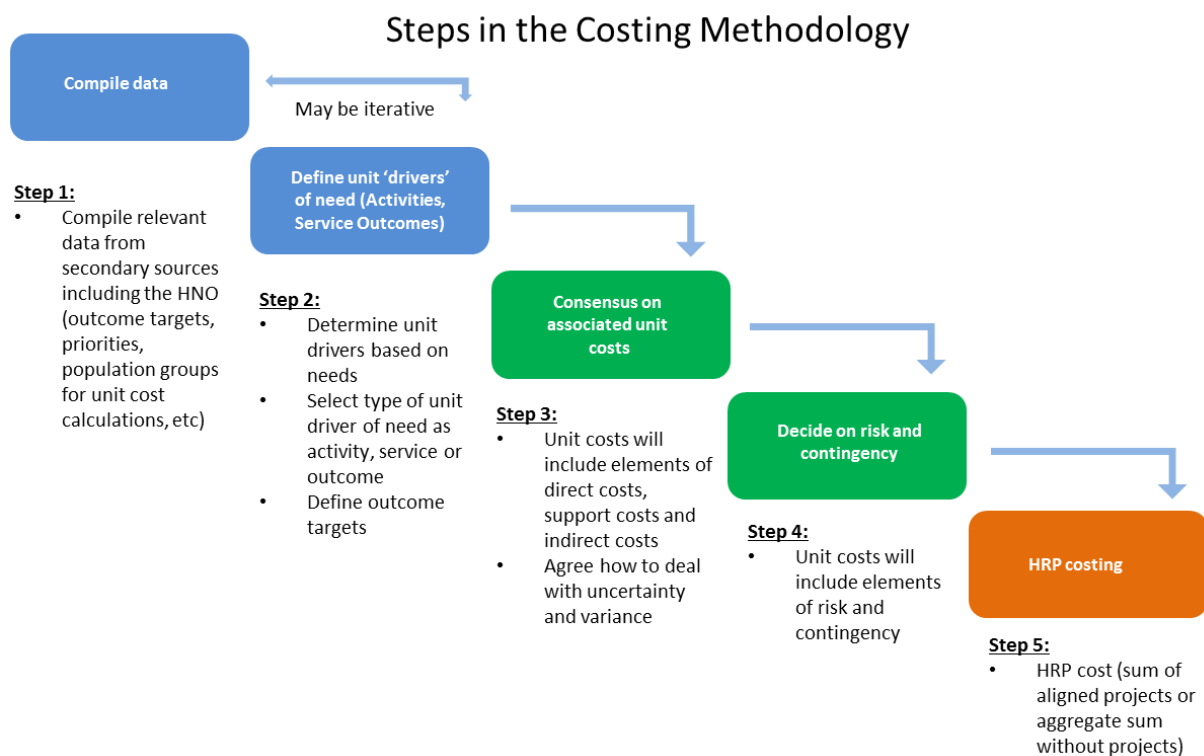 Steps in the Costing Methodology
Compile data
May be iterative
Step 1:
• Compile relevant
data from
secondary sources
including the HNO
(outcome targets,
priorities,
population groups
for unit cost
calculations, etc)
Define unit ‘drivers’
of need (Activities,
Service Outcomes)
Step 2:
• Determine unit
drivers based on
needs
• Select type of unit
driver of need as
activity, service or
outcome
• Define outcome
targets
Consensus on
associated unit
costs
Step 3:
• Unit costs will
include elements of
direct costs,
support costs and
indirect costs
• Agree how to deal
with uncertainty
and variance
Decide on risk and
contingency
Step 4:
• Unit costs will
include elements
of risk and
contingency
HRP costing
Step 5:
• HRP cost (sum of
aligned projects or
aggregate sum
without projects)